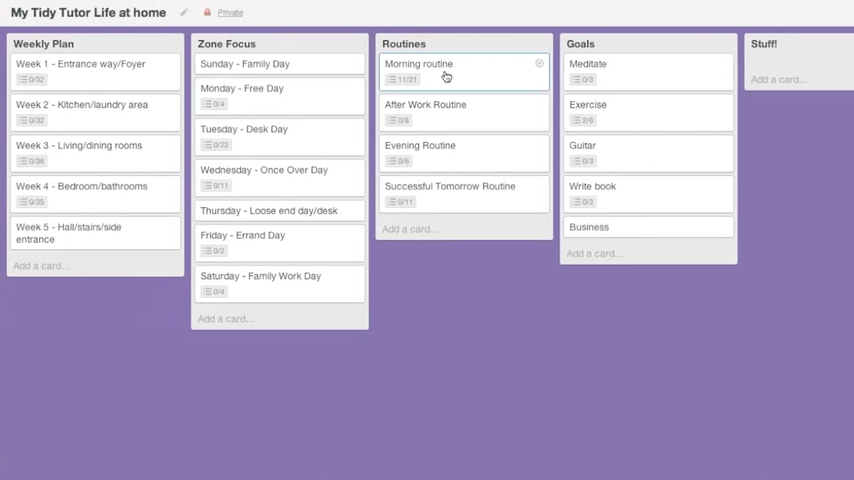 My Tidy Tutor Life at home
Private
Weekly Plan
Week 1 - Entrance way/Foyer
0/32
Week 2 - Kitchen/laundry area
0/32
Week 3 - Living/dining rooms
0/36
Week 4 - Bedroom/bathrooms
0/35
Week 5 - Hall/stairs/side
entrance
Add a card...
Zone Focus
Sunday - Family Day
Monday - Free Day
0/4
Tuesday - Desk Day
0/22
Wednesday - Once Over Day
0/11
Thursday - Loose end day/desk
Friday - Errand Day
0/2
Saturday - Family Work Day
0/4
Add a card...
Routines
Morning routine
11/21
After Work Routine
0/8
Evening Routine
0/6
Successful Tomorrow Routine
0/11
Add a card...
Goals
Meditate
0/3
Exercise
2/6
Guitar
0/3
Write book
0/3
Business
Add a card...
Stuff!
Add a card...